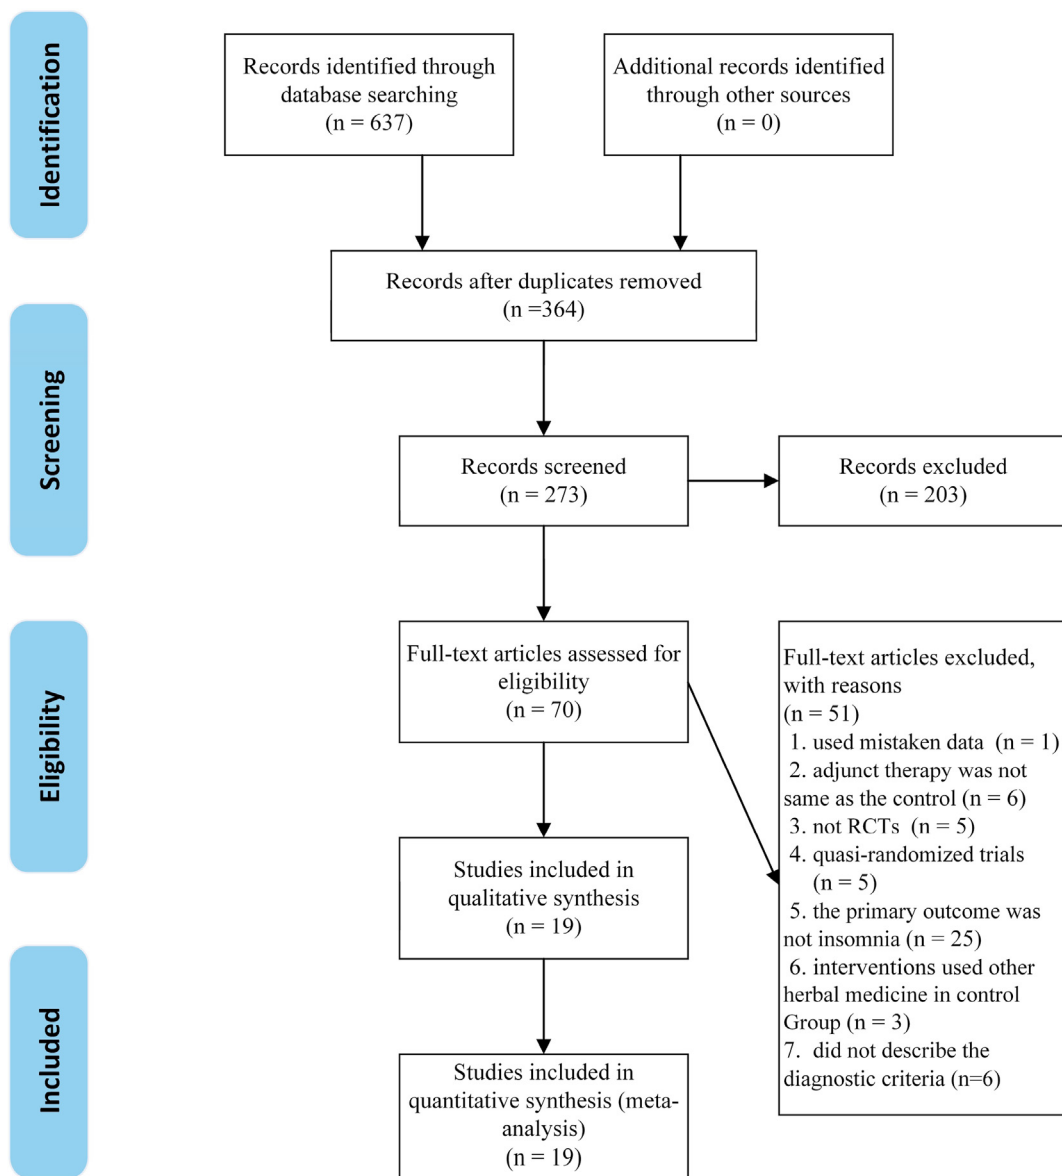 Identification
Records identified through
database searching
(n = 637)
Additional records identified
through other sources
(n = 0)
Records after duplicates removed
(n =364)
Screening
Records screened
(n = 273)
Records excluded
(n = 203)
Eligibility
Full-text articles assessed for
eligibility
(n = 70)
Full-text articles excluded,
with reasons
(n = 51)
1. used mistaken data (n = 1)
2. adjunct therapy was not
same as the control (n = 6)
3. not RCTs (n = 5)
4. quasi-randomized trials
(n = 5)
5. the primary outcome was
not insomnia (n = 25)
6. interventions used other
herbal medicine in control
Group (n = 3)
7. did not describe the
diagnostic criteria (n=6)
Studies included in
qualitative synthesis
(n = 19)
Included
Studies included in
quantitative synthesis (meta-
analysis)
(n = 19)